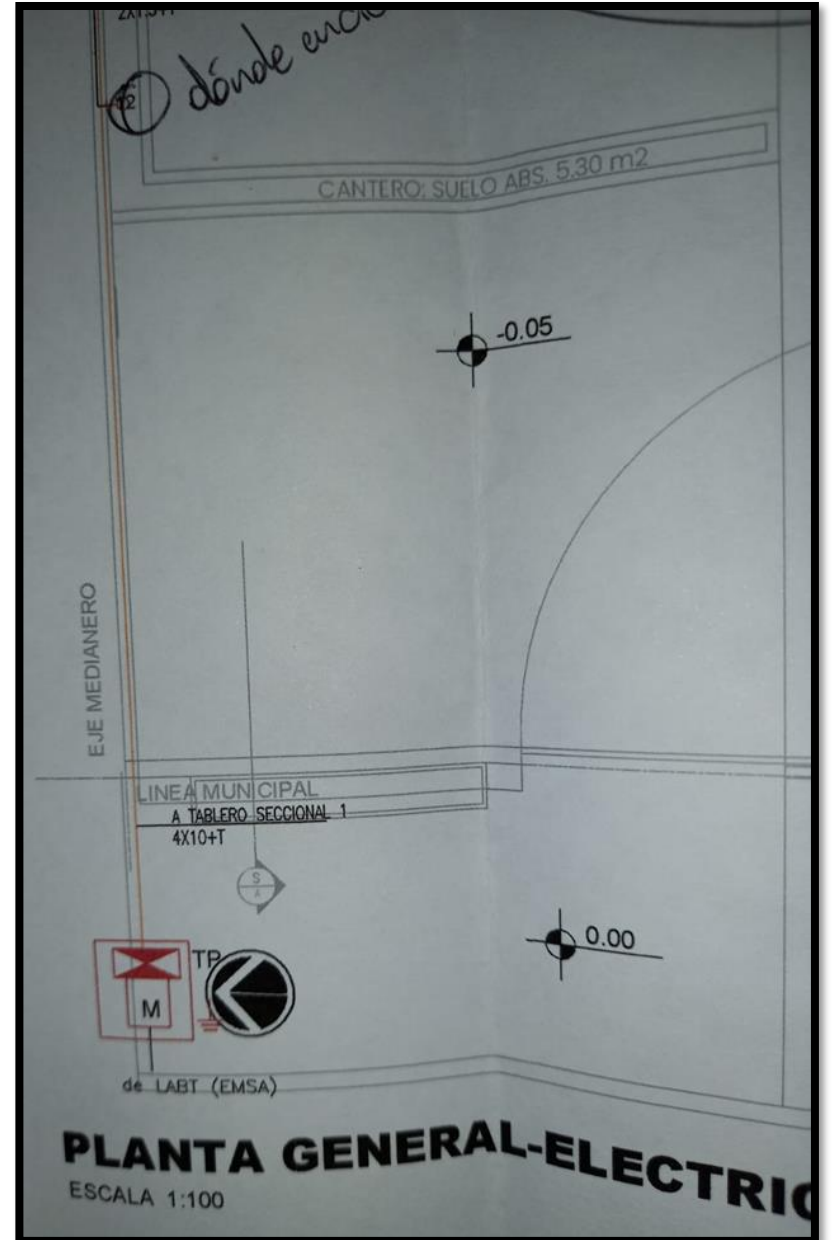 dónde
CANTERO: SUELO ABS. 5.30 m2
-0.05
EJE MEDIANERO
LINEA MUNICIPAL
A TABLERO SECCIONAL 1
4X10+T
S
A
0.00
TP
M
de LABT (EMSA)
PLANTA GENERAL-ELECTRIC
ESCALA 1:100